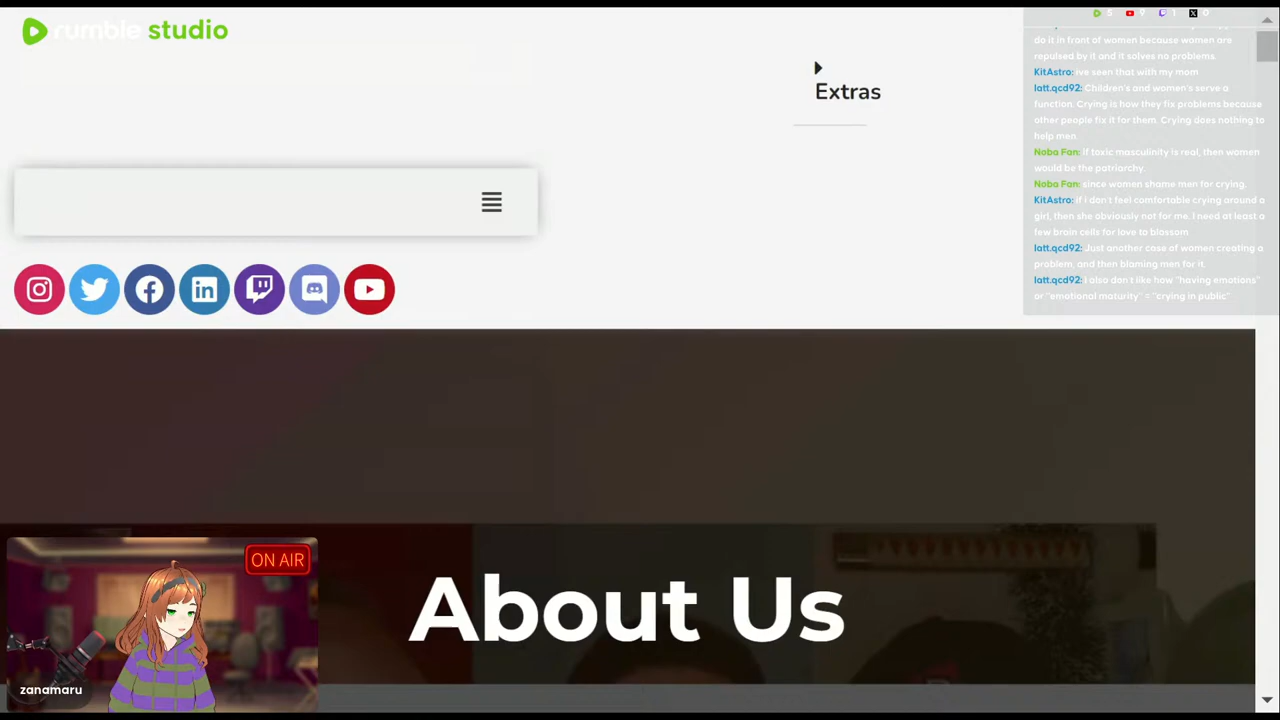 rumble studio
Extras
5 9 1 0
do it in front of women because women are
repulsed by it and it solves no problems.
KitAstro: Ive seen that with my mom
latt.qcd92: Children's and women's serve a
function. Crying is how they fix problems because
other people fix it for them. Crying does nothing to
help men.
Noba Fan: if toxic masculinity is real, then women
would be the patriarchy.
Noba Fan: since women shame men for crying.
KitAstro: If i don't feel comfortable crying around a
girl, then she obviously not for me. I need at least a
few brain cells for love to blossom
latt.qcd92: Just another case of women creating a
problem, and then blaming men for it
latt.qcd92: I also don't like how "having emotions"
or "emotional maturity" = "crying in public"
About Us
ON AIR
zanamaru